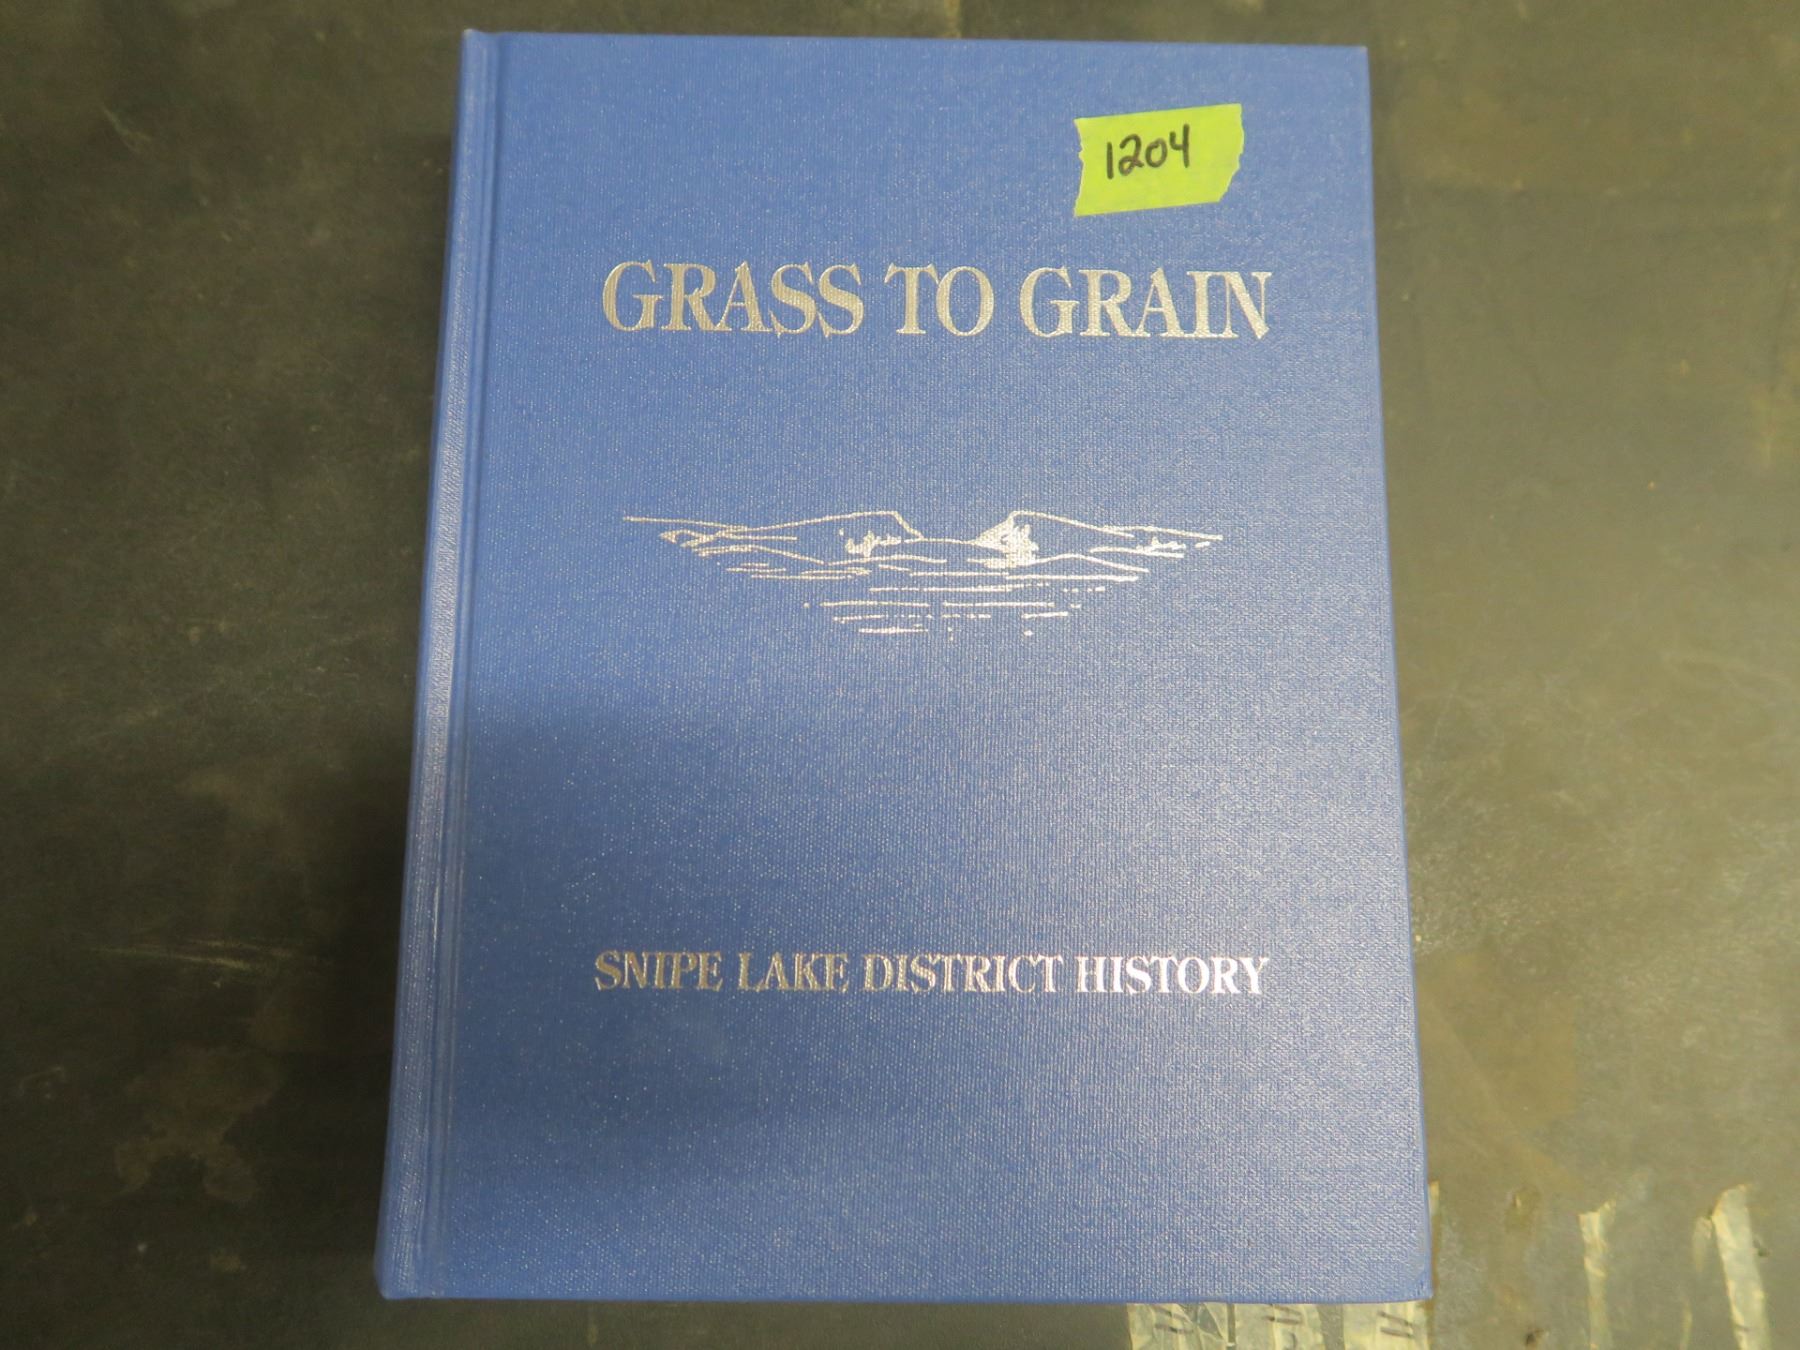 1204
GRASS TO GRAIN
SNIPE LAKE DISTRICT HISTORY